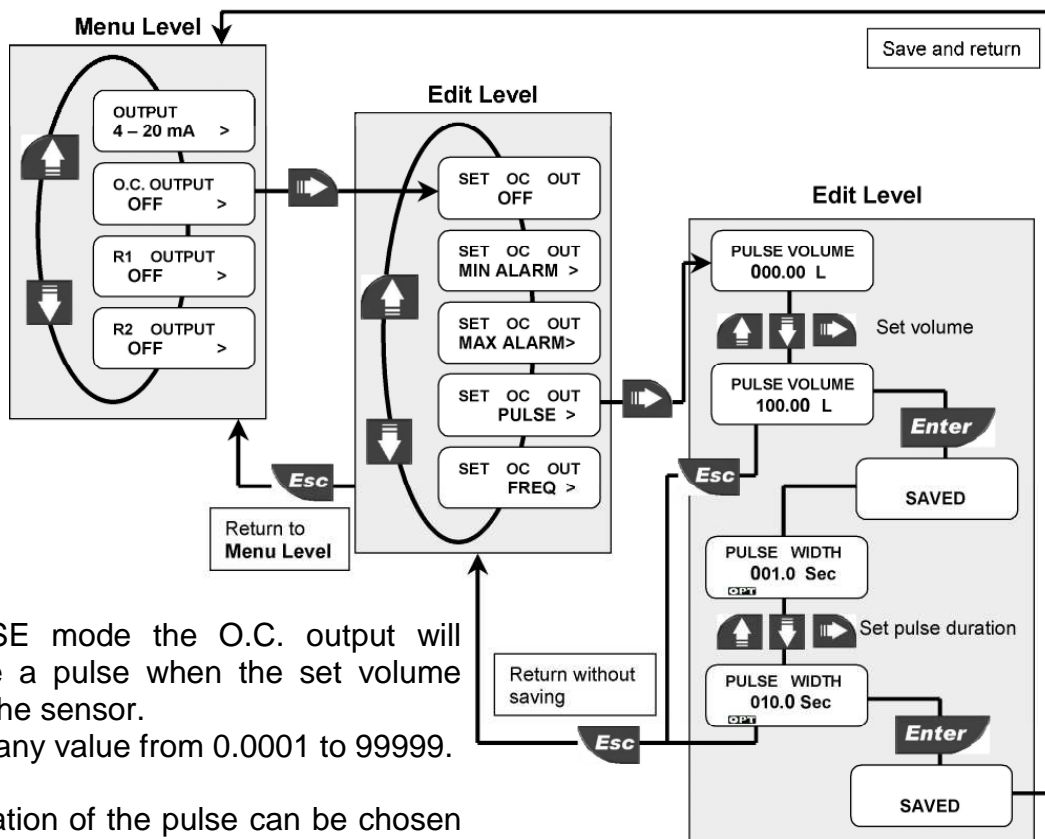 Menu Level
Save and return
OUTPUT
4 – 20 mA >
O.C. OUTPUT
OFF >
R1 OUTPUT
OFF >
R2 OUTPUT
OFF >
Edit Level
SET OC OUT
OFF
SET OC OUT
MIN ALARM >
SET OC OUT
MAX ALARM>
SET OC OUT
PULSE >
SET OC OUT
FREQ >
Esc
Return to
Menu Level
Edit Level
PULSE VOLUME
000.00 L
Set volume
PULSE VOLUME
100.00 L
Enter
Esc
SAVED
PULSE WIDTH
001.0 Sec
OPT
Set pulse duration
PULSE WIDTH
010.0 Sec
OPT
Enter
SAVED
Return without
saving
Esc
SE mode the O.C. output will
e a pulse when the set volume
he sensor.
any value from 0.0001 to 99999.
ation of the pulse can be chosen